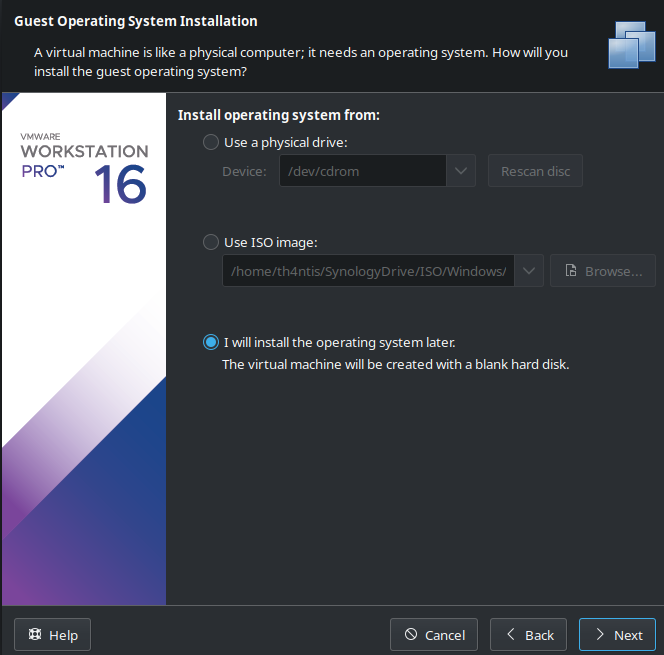 Guest Operating System Installation
A virtual machine is like a physical computer; it needs an operating system. How will you
install the guest operating system?
VMWARE
WORKSTATION
PRO™ 16
Install operating system from:
Use a physical drive:
Device: /dev/cdrom Rescan disc
Use ISO image:
/home/th4ntis/SynologyDrive/ISO/Windows/ Browse...
I will install the operating system later.
The virtual machine will be created with a blank hard disk.
Help Cancel Back Next